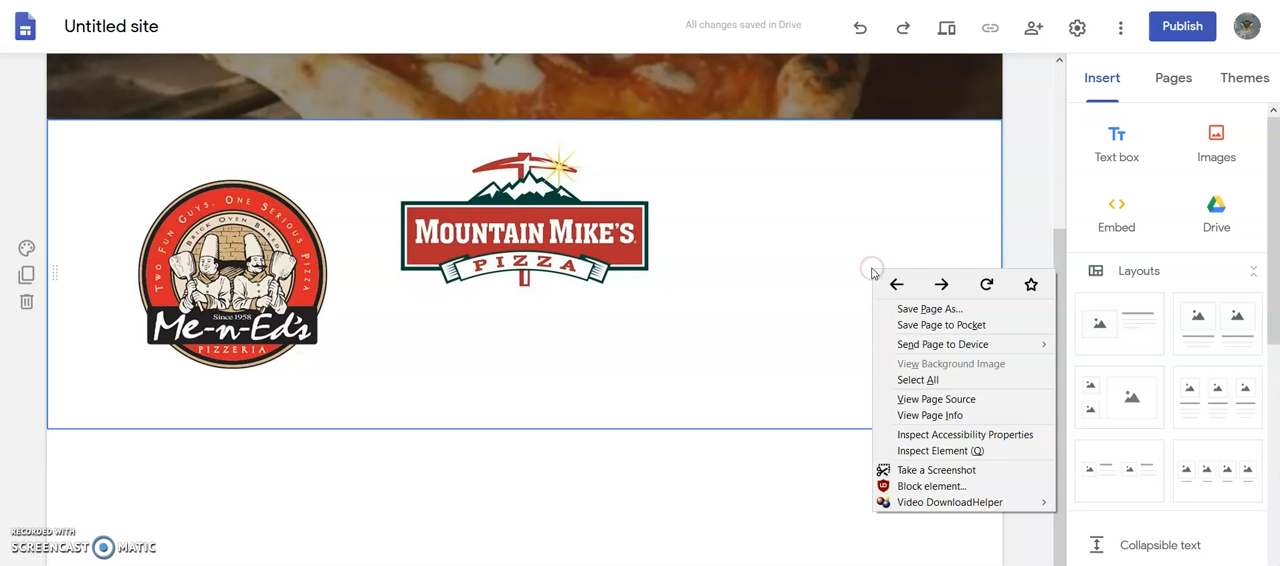 Untitled site
All changes saved in Drive
Publish
Insert
Pages
Themes
Tт
Text box
Images
Embed
Drive
Layouts
TWO FUN GUYS. ONE SERIOUS PIZZA
BRICK OVEN BAKED
Since 1958
Me-n-Ed's
PIZZERIA
MOUNTAIN MIKE'S
PIZZA
Save Page As...
Save Page to Pocket
Send Page to Device
View Background Image
Select All
View Page Source
View Page Info
Inspect Accessibility Properties
Inspect Element (Q)
Take a Screenshot
Block element...
Video DownloadHelper
Collapsible text
RECORDED WITH
SCREENCAST MATIC